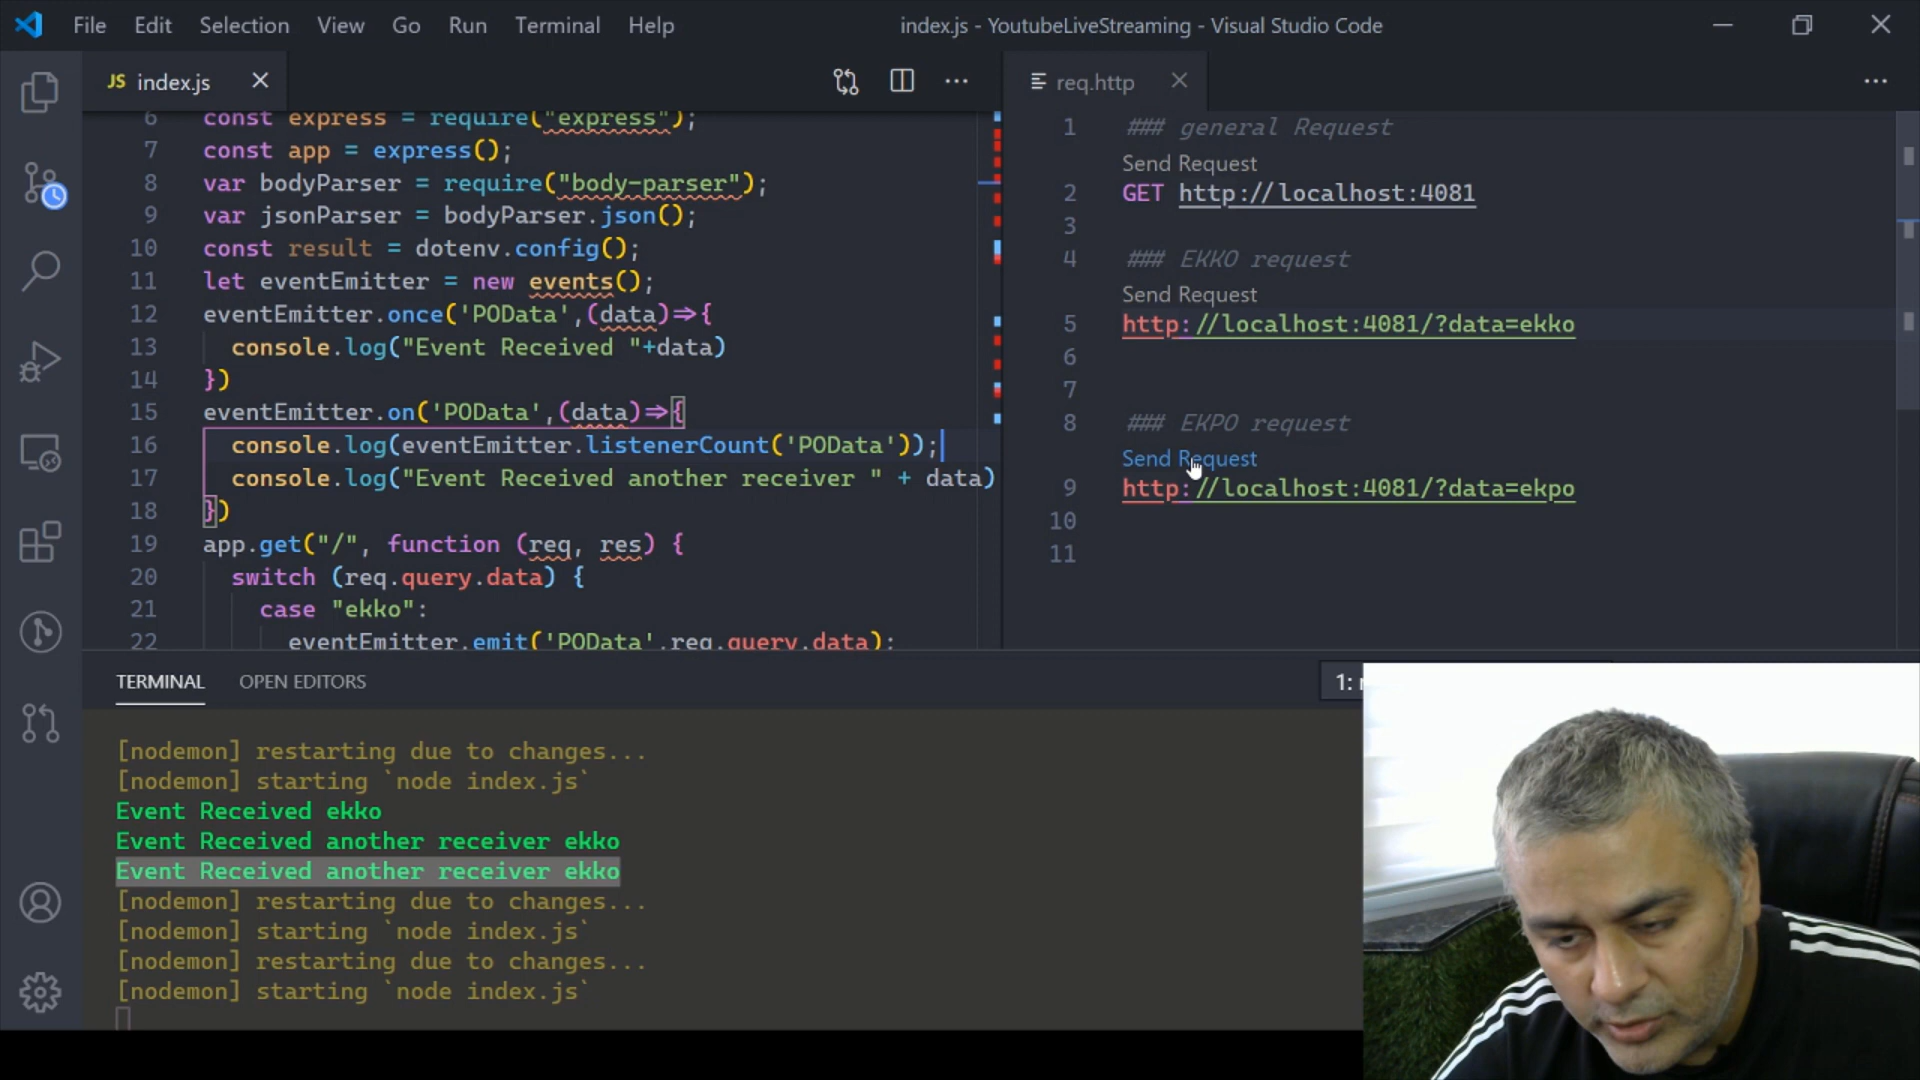 File Edit Selection View Go Run Terminal Help
index.js - YoutubeLiveStreaming - Visual Studio Code
JS index.js
req.http
6 const express = require("express");
7 const app = express();
8 var bodyParser = require("body-parser");
9 var jsonParser = bodyParser.json();
10 const result = dotenv.config();
11 let eventEmitter = new events();
12 eventEmitter.once('POData',(data)=>{
13 console.log("Event Received "+data)
14 })
15 eventEmitter.on('POData',(data)=>{
16 console.log(eventEmitter.listenerCount('POData'));
17 console.log("Event Received another receiver " + data)
18 })
19 app.get("/", function (req, res) {
20 switch (req.query.data) {
21 case "ekko":
22 eventEmitter.emit('POData',req.query.data);
1 ### general Request
Send Request
2 GET http://localhost:4081
3
4 ### EKKO request
Send Request
5 http://localhost:4081/?data=ekko
6
7
8 ### EKPO request
Send Request
9 http://localhost:4081/?data=ekpo
10
11
TERMINAL OPEN EDITORS
1:
[nodemon] restarting due to changes...
[nodemon] starting `node index.js`
Event Received ekko
Event Received another receiver ekko
Event Received another receiver ekko
[nodemon] restarting due to changes...
[nodemon] starting `node index.js`
[nodemon] restarting due to changes...
[nodemon] starting `node index.js`